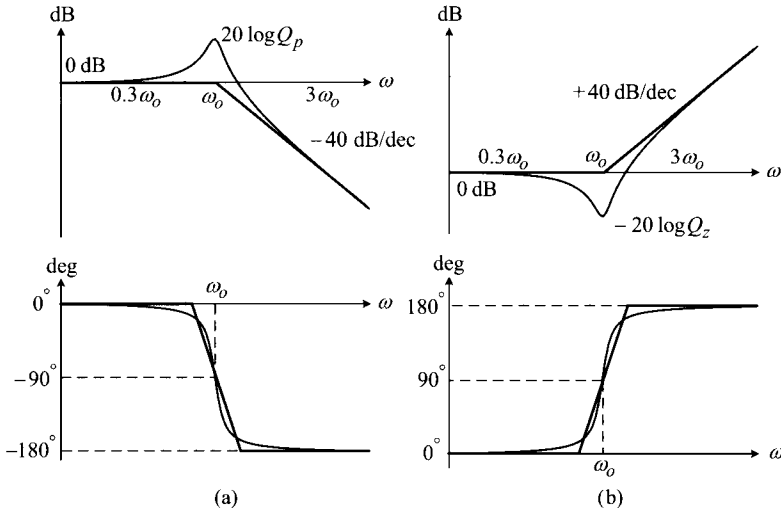 dB
20 log Q_p
0 dB
ω
0.3ω_o
ω_o
3ω_o
−40 dB/dec
deg
0°
ω_o
ω
−90°
−180°
(a)
dB
+40 dB/dec
0.3ω_o
ω_o
3ω_o
ω
0 dB
−20 log Q_z
deg
180°
90°
0°
ω_o
ω
(b)